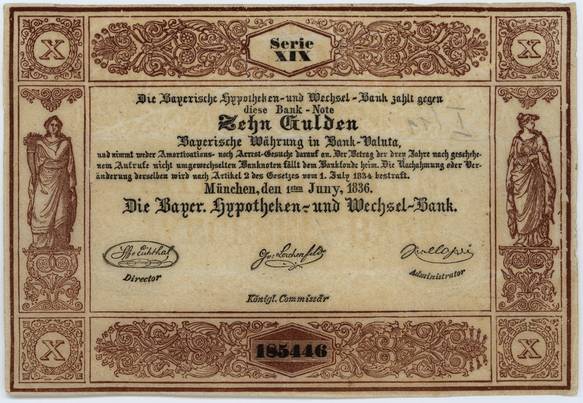 X
Serie
XIX
X
Die Bayerische Hypotheken- und Wechsel-Bank zahlt gegen
diese Bank-Note
Zehn Gulden
Bayerische Währung in Bank-Valuta,
und nimmt weder Amortisations- noch Arrest-Gesuche darauf an. Der Betrag der drey Jahre nach geschehe-
nem Aufrufe nicht umgewechselten Banknoten fällt dem Bankfonde heim. Die Nachahmung oder Ver-
änderung derselben wird nach Artikel 2 des Gesetzes vom 1. July 1834 bestraft.
München, den 1ten Juny, 1836.
Die Bayer. Hypotheken- und Wechsel-Bank.
Director
Administrator
Königl. Commissär
X
185446
X